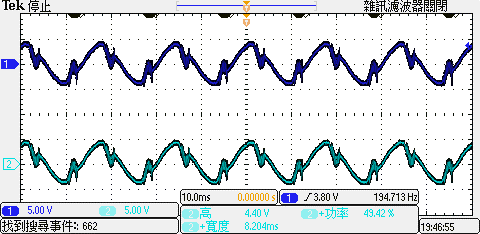 Tek 停止 雜訊濾波器關閉
1
2
10.0ms 0.00000 s 1 3.80 V 194.713 Hz
1 5.00 V 2 5.00 V
2 高 4.40 V 2 +功率 49.42 %
2 +寬度 8.204ms
找到搜尋事件: 662 19:46:55